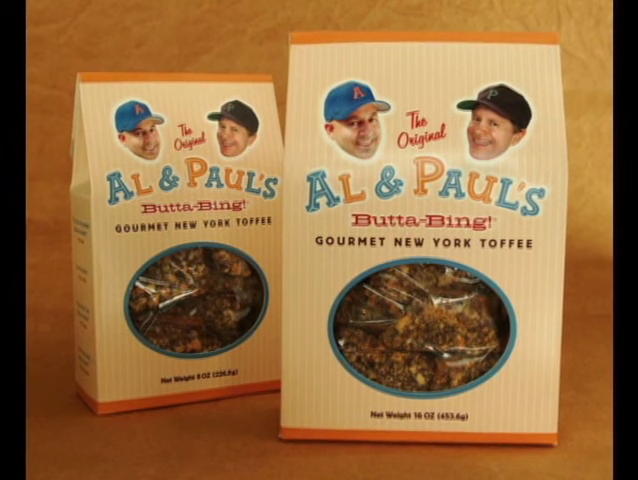 A
P
The
Original
AL & PAUL'S
Butta-Bing!
GOURMET NEW YORK TOFFEE
Net Weight 8 OZ (226.8g)
A
P
The
Original
AL & PAUL'S
Butta-Bing!
GOURMET NEW YORK TOFFEE
Net Weight 16 OZ (453.6g)